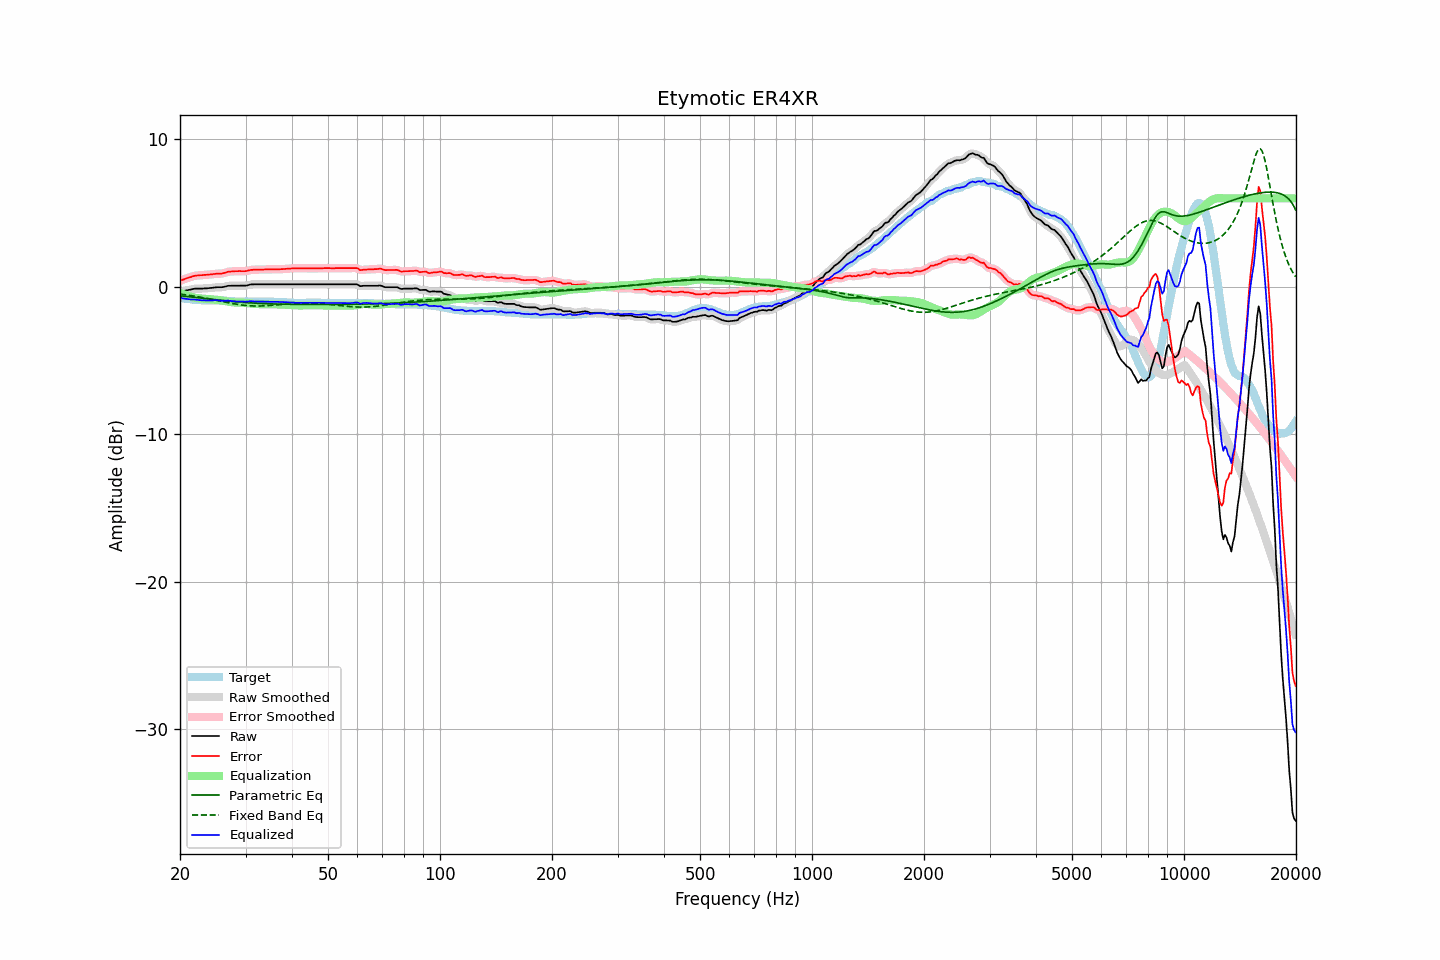 Etymotic ER4XR
Amplitude (dBr)
10
0
−10
−20
−30
Target
Raw Smoothed
Error Smoothed
Raw
Error
Equalization
Parametric Eq
Fixed Band Eq
Equalized
20
50
100
200
500
1000
2000
5000
10000
20000
Frequency (Hz)